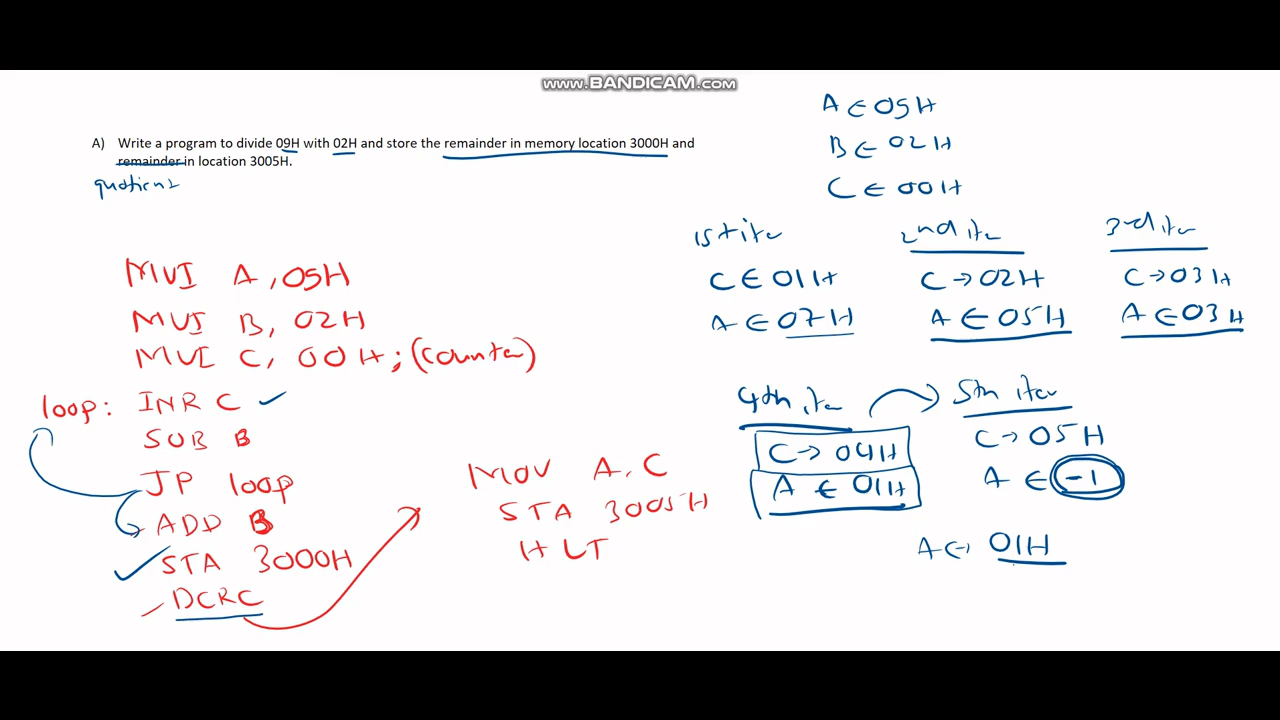 www.BANDICAM.com
A) Write a program to divide 09H with 02H and store the remainder in memory location 3000H and
remainder in location 3005H.
quotient
MVI A, 05H
MVI B, 02H
MVI C, 00H; (counter)
loop: INR C
SUB B
JP loop
ADD B
STA 3000H
DCRC
MOV A, C
STA 3005H
HLT
A ← 05H
B ← 02H
C ← 00H
1st iter
C ← 01H
A ← 07H
2nd iter
C → 02H
A ← 05H
3rd iter
C → 03H
A ← 03H
4th iter
C → 04H
A ← 01H
5th iter
C → 05H
A ← -1
A ← 01H